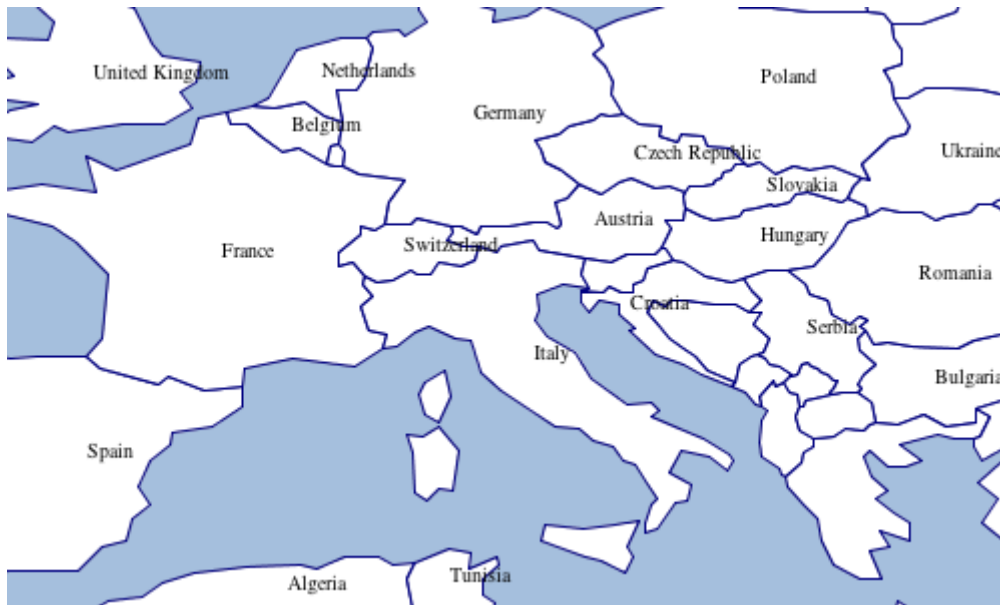 United Kingdom
Netherlands
Poland
Germany
Belgium
Czech Republic
Ukraine
Slovakia
Austria
Hungary
Switzerland
France
Romania
Croatia
Serbia
Italy
Bulgaria
Spain
Tunisia
Algeria